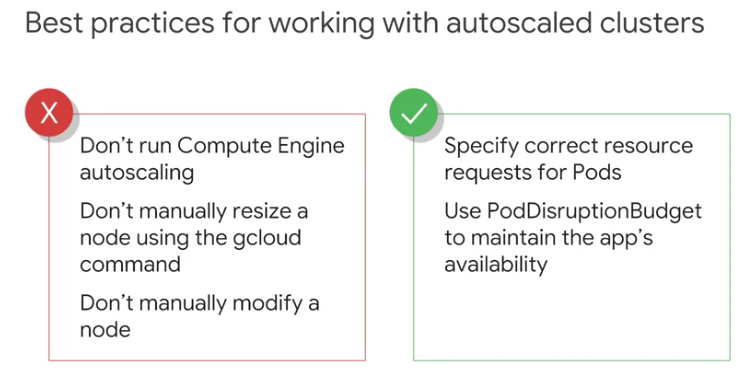 Best practices for working with autoscaled clusters
X
Don't run Compute Engine
autoscaling
Don't manually resize a
node using the gcloud
command
Don't manually modify a
node
Specify correct resource
requests for Pods
Use PodDisruptionBudget
to maintain the app's
availability